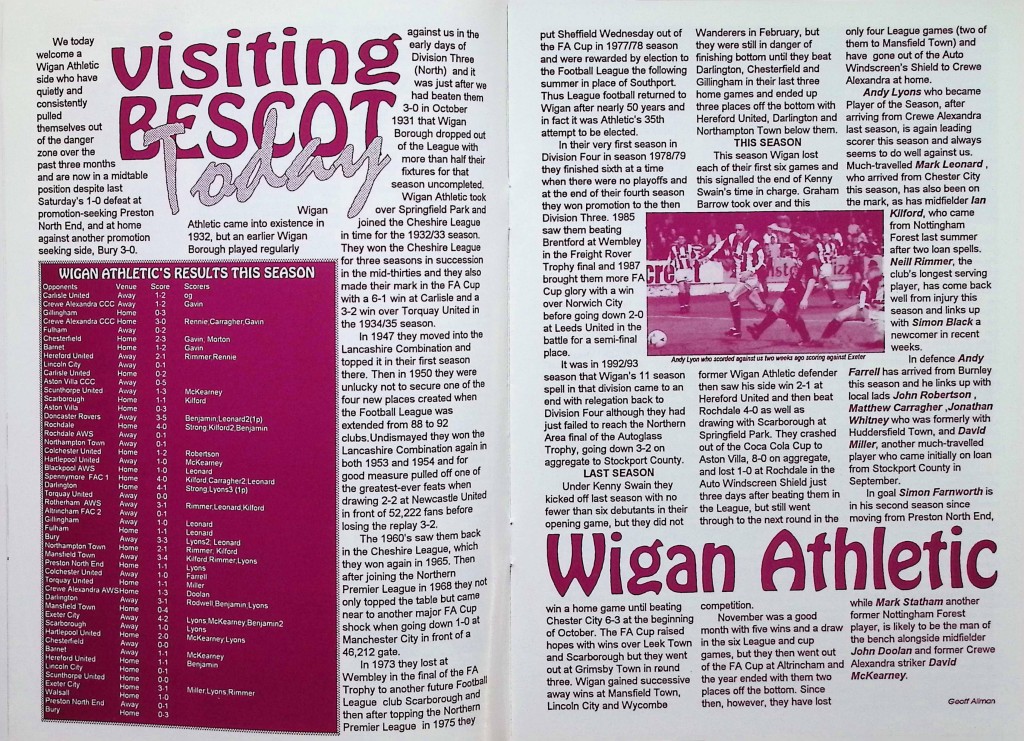 We today
welcome a
Wigan Athletic
side who have
quietly and
consistently
pulled
themselves out
of the danger
zone over the
past three months
and are now in a midtable
position despite last
Saturday's 1-0 defeat at
promotion-seeking Preston
North End, and at home
against another promotion
seeking side, Bury 3-0.
visiting
BESCOT
Today
Wigan
Athletic came into existence in
1932, but an earlier Wigan
Borough played regularly
against us in the
early days of
Division Three
(North) and it
was just after we
had beaten them
3-0 in October
1931 that Wigan
Borough dropped out
of the League with
more than half their
fixtures for that
season uncompleted.
Wigan Athletic took
over Springfield Park and
joined the Cheshire League
in time for the 1932/33 season.
They won the Cheshire League
for three seasons in succession
in the mid-thirties and they also
made their mark in the FA Cup
with a 6-1 win at Carlisle and a
3-2 win over Torquay United in
the 1934/35 season.
In 1947 they moved into the
Lancashire Combination and
topped it in their first season
there. Then in 1950 they were
unlucky not to secure one of the
four new places created when
the Football League was
extended from 88 to 92
clubs.Undismayed they won the
Lancashire Combination again in
both 1953 and 1954 and for
good measure pulled off one of
the greatest-ever feats when
drawing 2-2 at Newcastle United
in front of 52,222 fans before
losing the replay 3-2.
The 1960's saw them back
in the Cheshire League, which
they won again in 1965. Then
after joining the Northern
Premier League in 1968 they not
only topped the table but came
near to another major FA Cup
shock when going down 1-0 at
Manchester City in front of a
46,212 gate.
In 1973 they lost at
Wembley in the final of the FA
Trophy to another future Football
League club Scarborough and
then after topping the Northern
Premier League in 1975 they
WIGAN ATHLETIC'S RESULTS THIS SEASON
Opponents Venue Score Scorers
Carlisle United Away 1-2 og
Crewe Alexandra CCC Away 1-2 Gavin
Gillingham Home 0-3
Crewe Alexandra CCC Home 3-0 Rennie,Carragher,Gavin
Fulham Away 0-2
Chesterfield Home 2-3 Gavin, Morton
Barnet Home 1-2 Gavin
Hereford United Away 2-1 Rimmer,Rennie
Lincoln City Away 0-1
Carlisle United Home 0-2
Aston Villa CCC Away 0-5
Scunthorpe United Away 1-3 McKearney
Scarborough Home 1-1 Kilford
Aston Villa Home 0-3
Doncaster Rovers Away 3-5 Benjamin,Leonard2(1p)
Rochdale Home 4-0 Strong,Kilford2,Benjamin
Rochdale AWS Away 0-1
Northampton Town Away 0-1
Colchester United Home 1-2 Robertson
Hartlepool United Away 1-0 McKearney
Blackpool AWS Home 1-0 Leonard
Spennymore FAC 1 Home 4-0 Kilford,Carragher2 Leonard
Darlington Home 4-1 Strong,Lyons3 (1p)
Torquay United Away 0-0
Rotherham AWS Away 3-1 Rimmer,Leonard,Kilford
Altrincham FAC 2 Home 0-1
Gillingham Away 1-0 Leonard
Fulham Home 1-1 Leonard
Bury Away 3-3 Lyons2, Leonard
Northampton Town Home 2-1 Rimmer, Kilford
Mansfield Town Away 3-4 Kilford Rimmer,Lyons
Preston North End Home 1-1 Lyons
Colchester United Away 1-0 Farrell
Torquay United Home 1-1 Miller
Crewe Alexandra AWS Home 1-3 Doolan
Darlington Away 3-1 Rodwell,Benjamin,Lyons
Mansfield Town Home 0-4
Exeter City Away 4-2 Lyons,McKearney,Benjamin2
Scarborough Away 1-0 Lyons
Hartlepool United Home 2-0 McKearney,Lyons
Chesterfield Away 0-0
Barnet Away 1-1 McKearney
Hereford United Home 1-1 Benjamin
Lincoln City Home 0-1
Scunthorpe United Home 0-0
Exeter City Home 3-1 Miller,Lyons,Rimmer
Walsall Home 1-0
Preston North End Away 0-1
Bury Home 0-3
put Sheffield Wednesday out of
the FA Cup in 1977/78 season
and were rewarded by election to
the Football League the following
summer in place of Southport.
Thus League football returned to
Wigan after nearly 50 years and
in fact it was Athletic's 35th
attempt to be elected.
In their very first season in
Division Four in season 1978/79
they finished sixth at a time
when there were no playoffs and
at the end of their fourth season
they won promotion to the then
Division Three. 1985
saw them beating
Brentford at Wembley
in the Freight Rover
Trophy final and 1987
brought them more FA
Cup glory with a win
over Norwich City
before going down 2-0
at Leeds United in the
battle for a semi-final
place.
It was in 1992/93
season that Wigan's 11 season
spell in that division came to an
end with relegation back to
Division Four although they had
just failed to reach the Northern
Area final of the Autoglass
Trophy, going down 3-2 on
aggregate to Stockport County.
LAST SEASON
Under Kenny Swain they
kicked off last season with no
fewer than six debutants in their
opening game, but they did not
Wigan Athletic
win a home game until beating
Chester City 6-3 at the beginning
of October. The FA Cup raised
hopes with wins over Leek Town
and Scarborough but they went
out at Grimsby Town in round
three. Wigan gained successive
away wins at Mansfield Town,
Lincoln City and Wycombe
Wanderers in February, but
they were still in danger of
finishing bottom until they beat
Darlington, Chesterfield and
Gillingham in their last three
home games and ended up
three places off the bottom with
Hereford United, Darlington and
Northampton Town below them.
THIS SEASON
This season Wigan lost
each of their first six games and
this signalled the end of Kenny
Swain's time in charge. Graham
Barrow took over and this
Andy Lyon who scorded against us two weeks ago scoring against Exeter
former Wigan Athletic defender
then saw his side win 2-1 at
Hereford United and then beat
Rochdale 4-0 as well as
drawing with Scarborough at
Springfield Park. They crashed
out of the Coca Cola Cup to
Aston Villa, 8-0 on aggregate,
and lost 1-0 at Rochdale in the
Auto Windscreen Shield just
three days after beating them in
the League, but still went
through to the next round in the
competition.
November was a good
month with five wins and a draw
in the six League and cup
games, but they then went out
of the FA Cup at Altrincham and
the year ended with them two
places off the bottom. Since
then, however, they have lost
only four League games (two of
them to Mansfield Town) and
have gone out of the Auto
Windscreen's Shield to Crewe
Alexandra at home.
Andy Lyons who became
Player of the Season, after
arriving from Crewe Alexandra
last season, is again leading
scorer this season and always
seems to do well against us.
Much-travelled Mark Leonard ,
who arrived from Chester City
this season, has also been on
the mark, as has midfielder Ian
Kilford, who came
from Nottingham
Forest last summer
after two loan spells.
Neill Rimmer, the
club's longest serving
player, has come back
well from injury this
season and links up
with Simon Black a
newcomer in recent
weeks.
In defence Andy
Farrell has arrived from Burnley
this season and he links up with
local lads John Robertson ,
Matthew Carragher ,Jonathan
Whitney who was formerly with
Huddersfield Town, and David
Miller, another much-travelled
player who came initially on loan
from Stockport County in
September.
In goal Simon Farnworth is
in his second season since
moving from Preston North End,
while Mark Statham another
former Nottingham Forest
player, is likely to be the man of
the bench alongside midfielder
John Doolan and former Crewe
Alexandra striker David
McKearney.
Geoff Allman